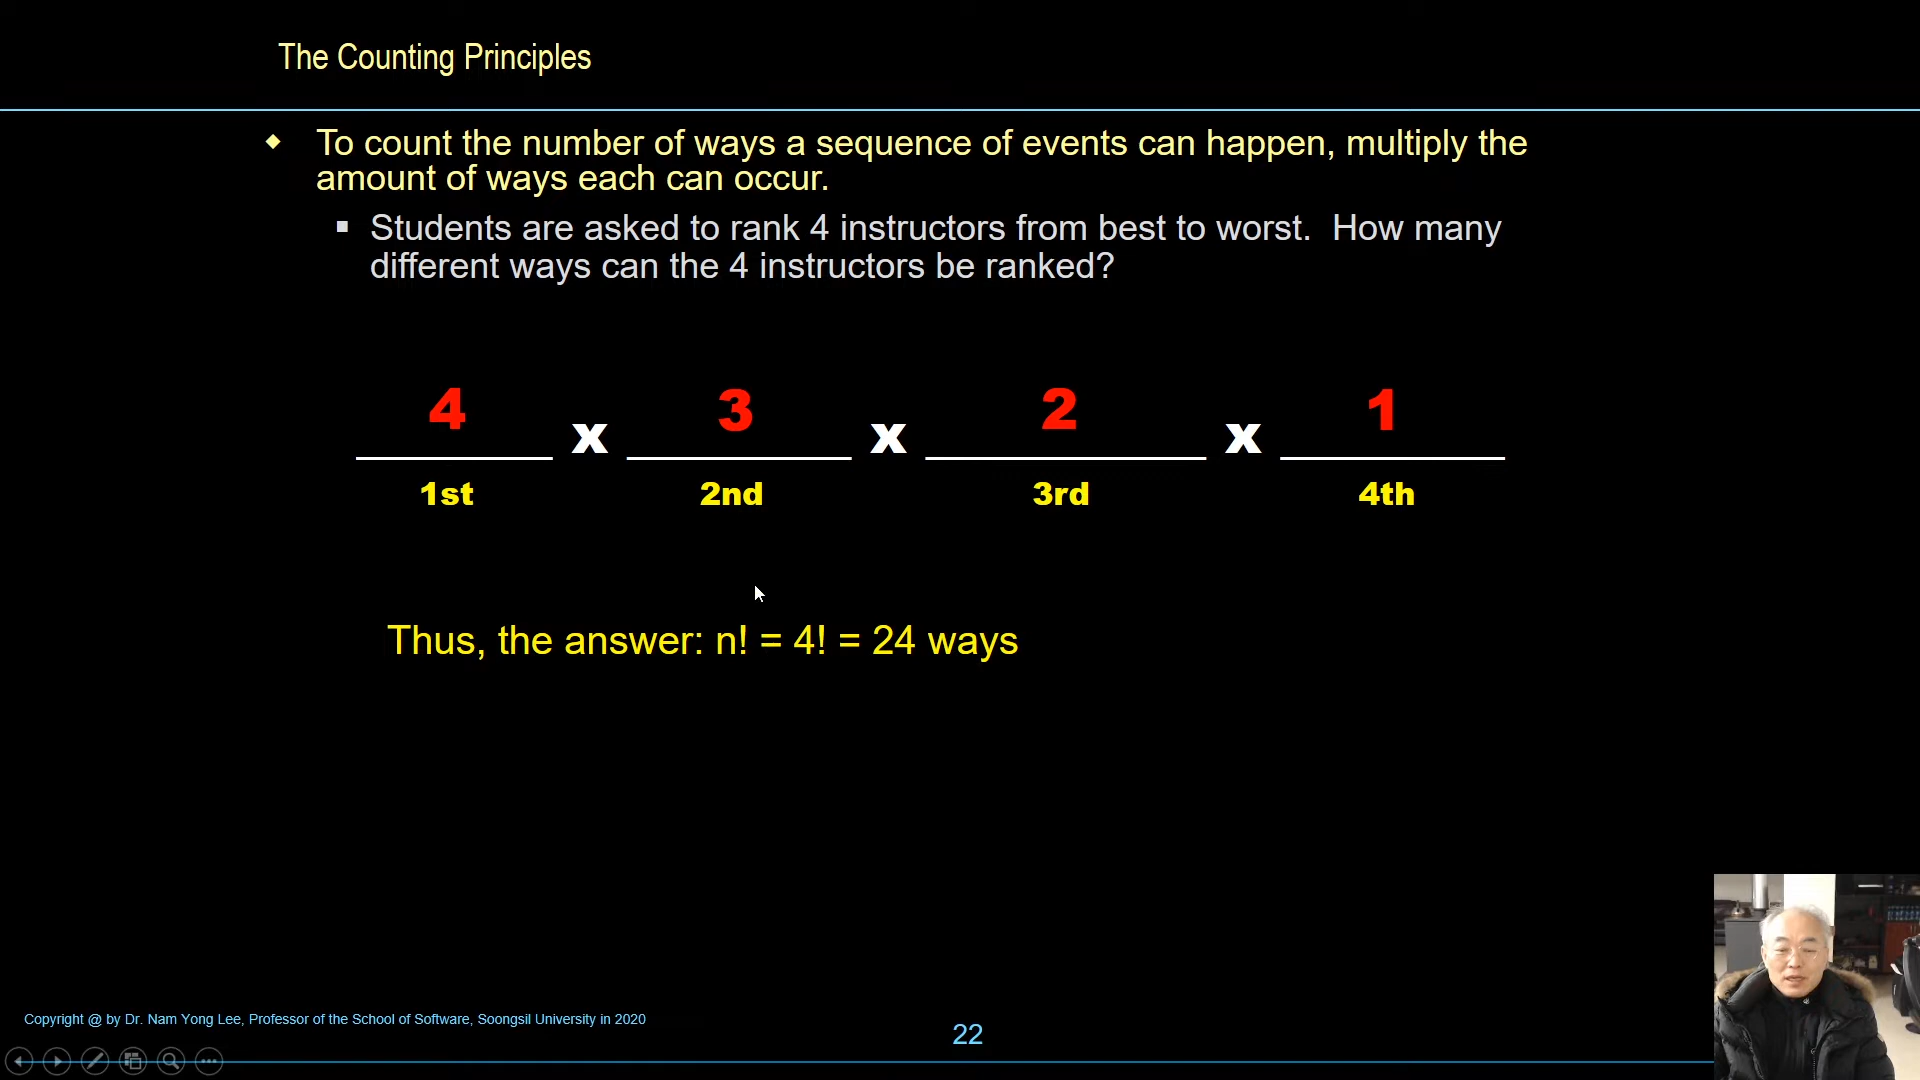 The Counting Principles
To count the number of ways a sequence of events can happen, multiply the
amount of ways each can occur.
Students are asked to rank 4 instructors from best to worst.  How many
different ways can the 4 instructors be ranked?
4 x 3 x 2 x 1
1st 2nd 3rd 4th
Thus, the answer: n! = 4! = 24 ways
Copyright @ by Dr. Nam Yong Lee, Professor of the School of Software, Soongsil University in 2020
22